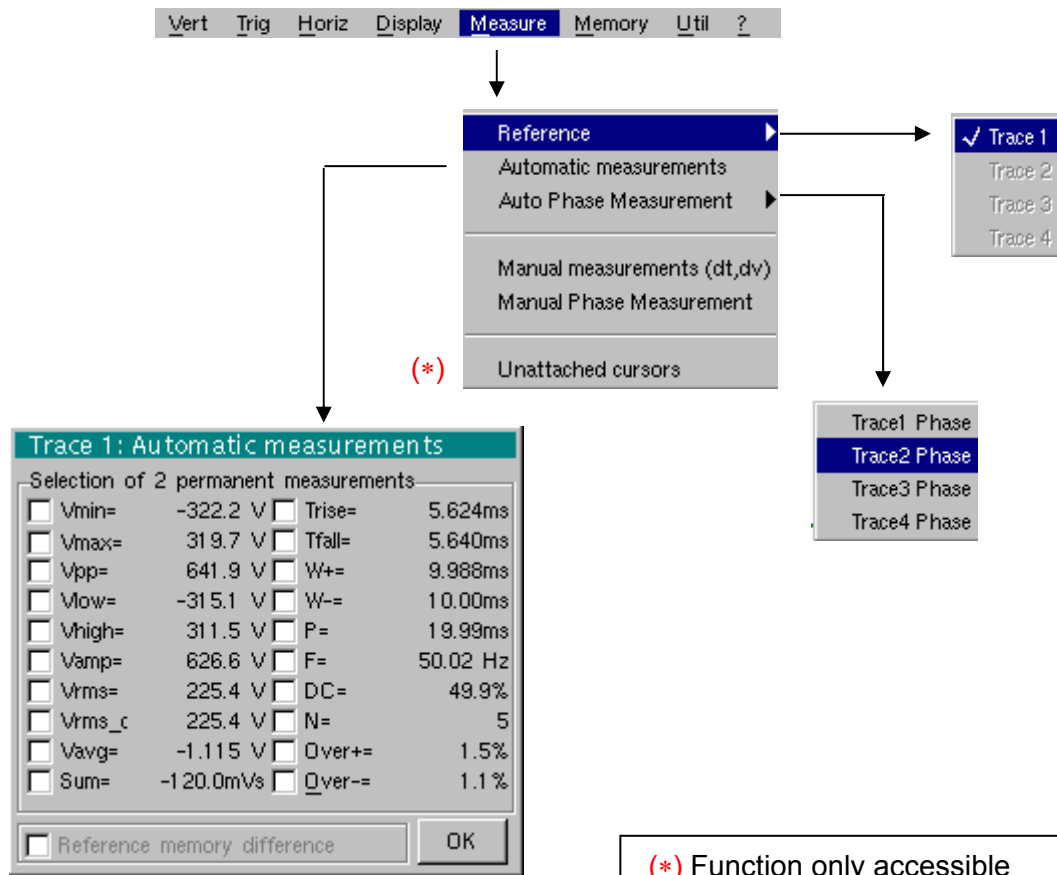 Vert Trig Horiz Display Measure Memory Util ?
Reference
Automatic measurements
Auto Phase Measurement
Manual measurements (dt,dv)
Manual Phase Measurement
(*) Unattached cursors
✓ Trace 1
Trace 2
Trace 3
Trace 4
Trace1 Phase
Trace2 Phase
Trace3 Phase
Trace4 Phase
Trace 1: Automatic measurements
Selection of 2 permanent measurements
Vmin= -322.2 V Trise= 5.624ms
Vmax= 319.7 V Tfall= 5.640ms
Vpp= 641.9 V W+= 9.988ms
Vlow= -315.1 V W-= 10.00ms
Vhigh= 311.5 V P= 19.99ms
Vamp= 626.6 V F= 50.02 Hz
Vrms= 225.4 V DC= 49.9%
Vrms_c 225.4 V N= 5
Vavg= -1.115 V Over+= 1.5%
Sum= -120.0mVs Over-= 1.1%
Reference memory difference OK
(*) Function only accessible